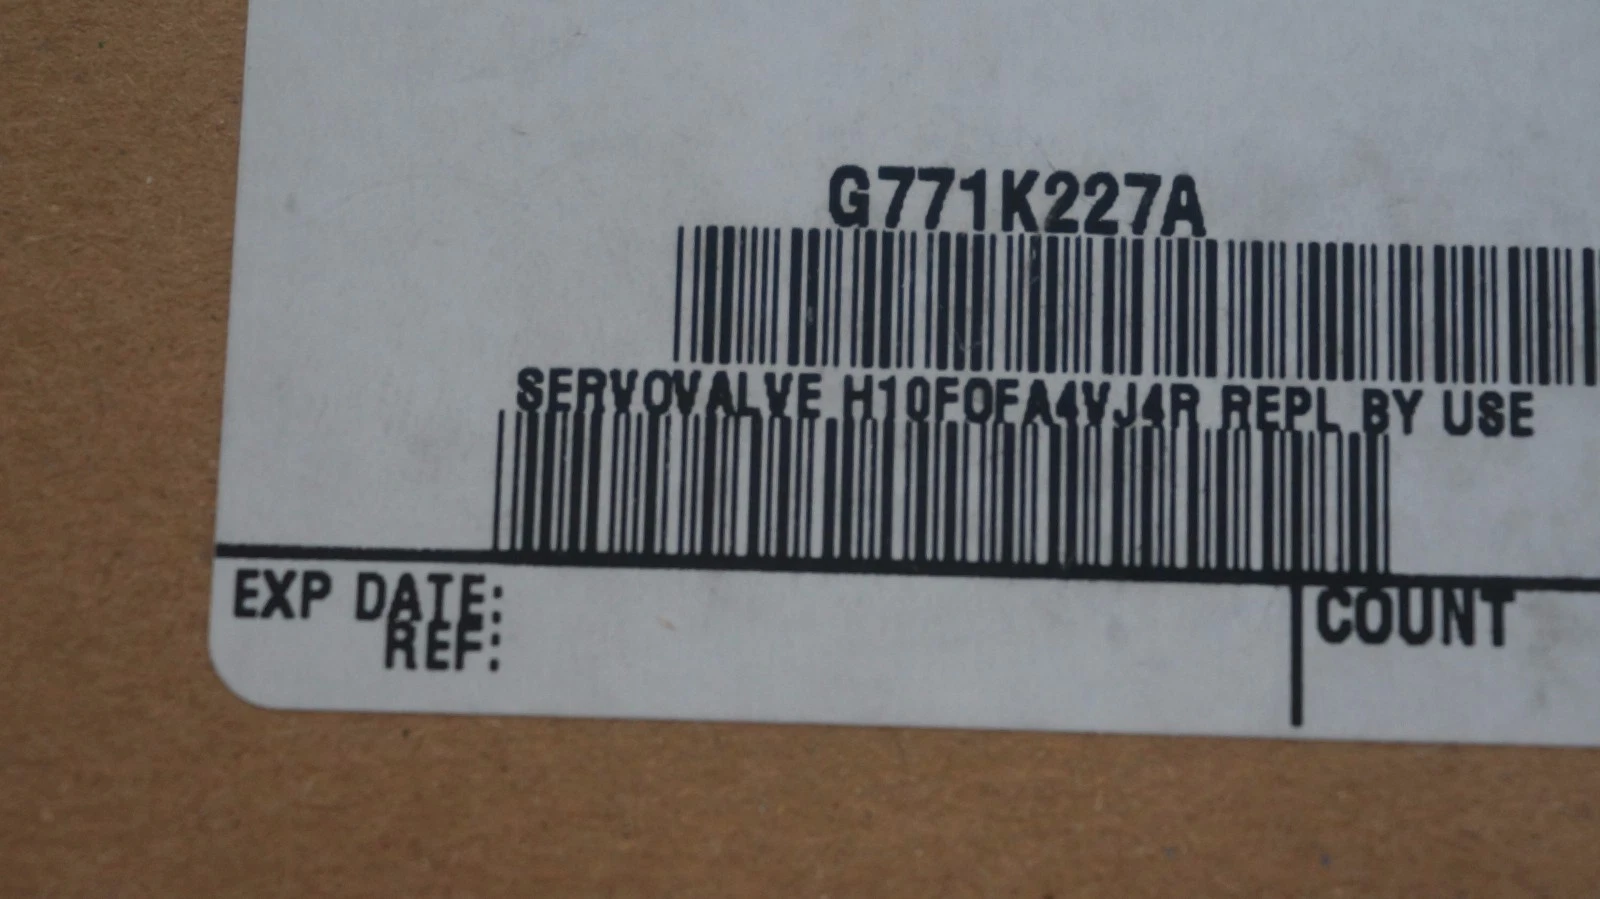 G771K227A
SERVOVALVE H10FOFA4VJ4R REPL BY USE
EXP DATE:
REF:
COUNT